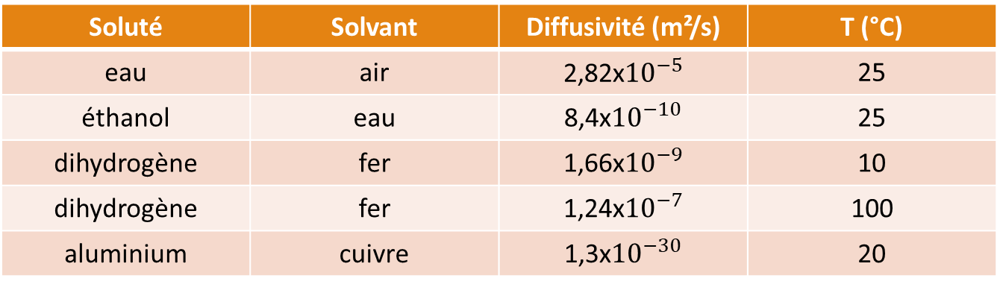 Soluté Solvant Diffusivité (m²/s) T (°C)
eau air 2,82x10⁻⁵ 25
éthanol eau 8,4x10⁻¹⁰ 25
dihydrogène fer 1,66x10⁻⁹ 10
dihydrogène fer 1,24x10⁻⁷ 100
aluminium cuivre 1,3x10⁻³⁰ 20